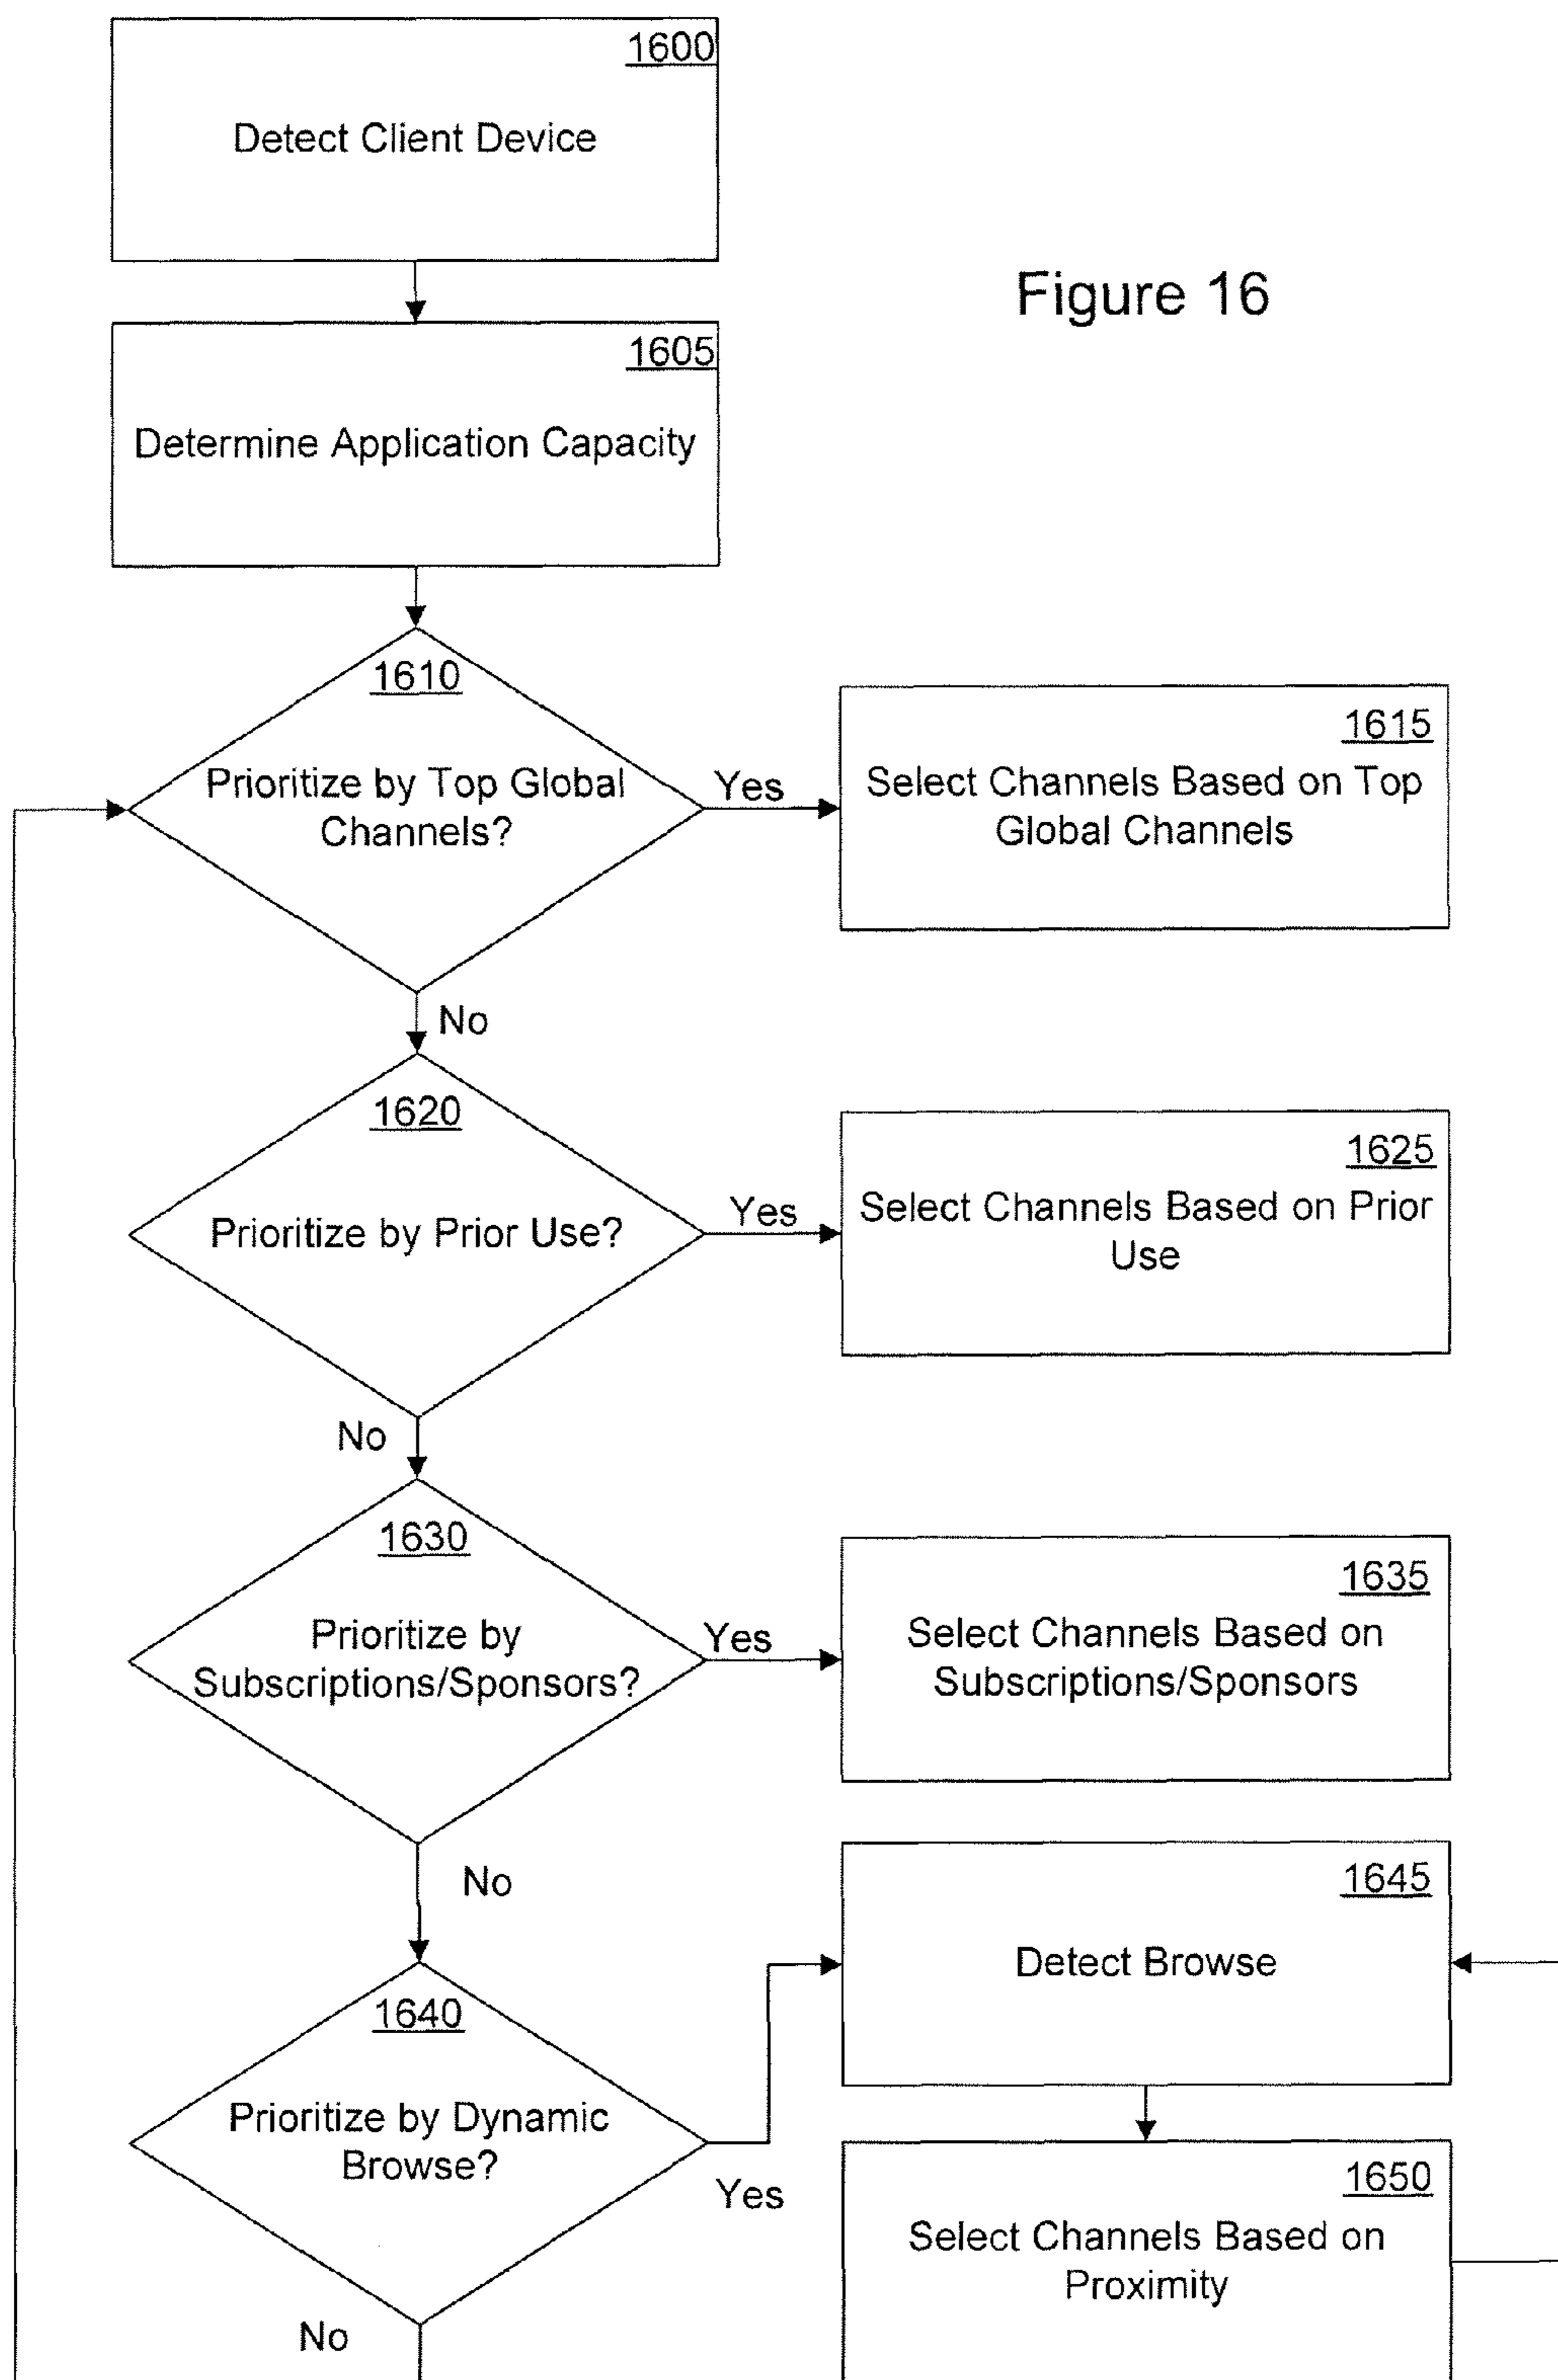 1600
Detect Client Device
Figure 16
1605
Determine Application Capacity
1610
Prioritize by Top Global
Channels?
Yes
1615
Select Channels Based on Top
Global Channels
No
1620
Prioritize by Prior Use?
Yes
1625
Select Channels Based on Prior
Use
No
1630
Prioritize by
Subscriptions/Sponsors?
Yes
1635
Select Channels Based on
Subscriptions/Sponsors
No
1640
Prioritize by Dynamic
Browse?
Yes
1645
Detect Browse
1650
Select Channels Based on
Proximity
No